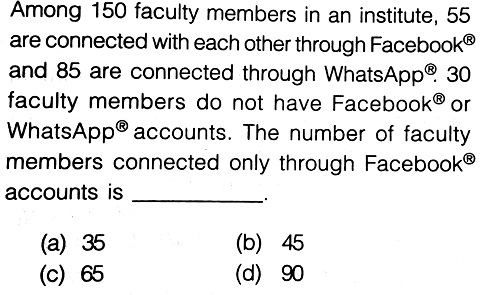 Among 150 faculty members in an institute, 55
are connected with each other through Facebook®
and 85 are connected through WhatsApp®. 30
faculty members do not have Facebook® or
WhatsApp® accounts. The number of faculty
members connected only through Facebook®
accounts is ____________.
(a) 35 (b) 45
(c) 65 (d) 90